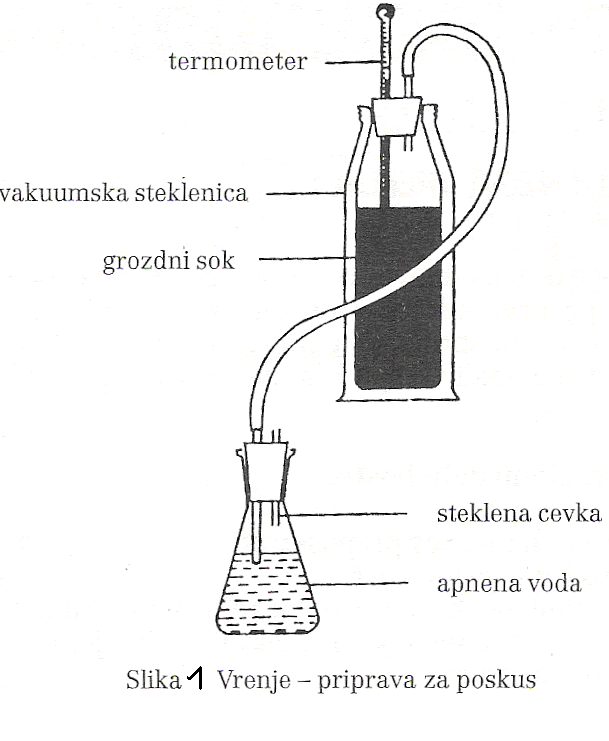 termometer
vakuumska steklenica
grozdni sok
steklena cevka
apnena voda
Slika 1 Vrenje – priprava za poskus